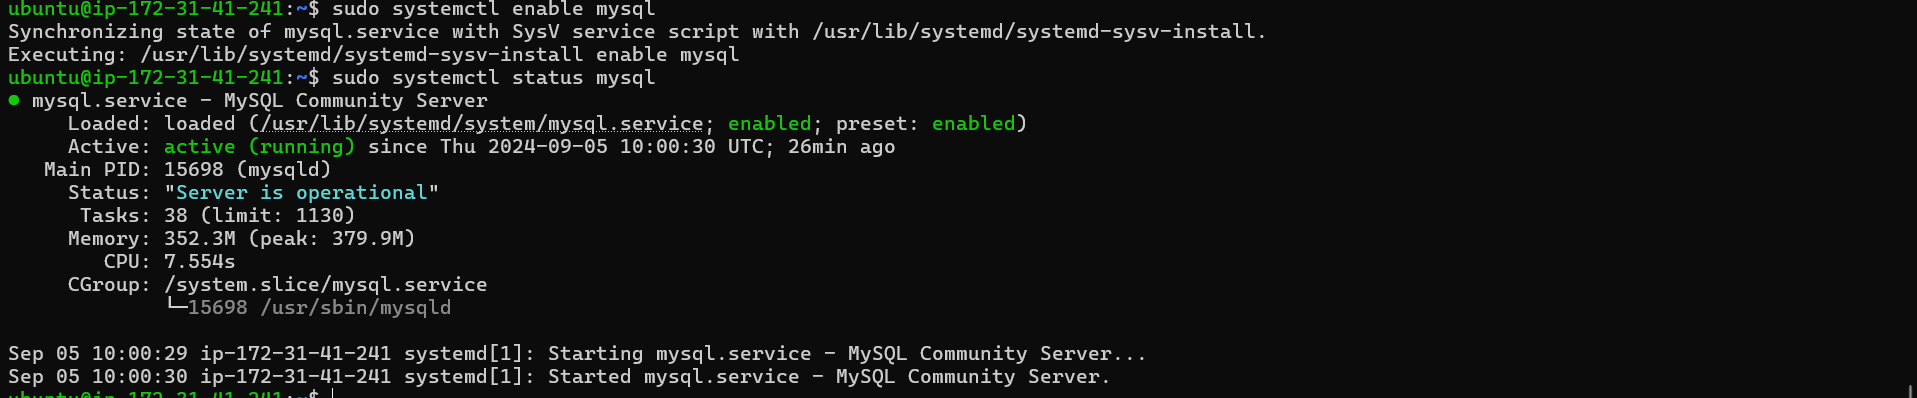 ubuntu@ip-172-31-41-241:~$ sudo systemctl enable mysql
Synchronizing state of mysql.service with SysV service script with /usr/lib/systemd/systemd-sysv-install.
Executing: /usr/lib/systemd/systemd-sysv-install enable mysql
ubuntu@ip-172-31-41-241:~$ sudo systemctl status mysql
● mysql.service - MySQL Community Server
     Loaded: loaded (/usr/lib/systemd/system/mysql.service; enabled; preset: enabled)
     Active: active (running) since Thu 2024-09-05 10:00:30 UTC; 26min ago
   Main PID: 15698 (mysqld)
     Status: "Server is operational"
      Tasks: 38 (limit: 1130)
     Memory: 352.3M (peak: 379.9M)
        CPU: 7.554s
     CGroup: /system.slice/mysql.service
             └─15698 /usr/sbin/mysqld

Sep 05 10:00:29 ip-172-31-41-241 systemd[1]: Starting mysql.service - MySQL Community Server...
Sep 05 10:00:30 ip-172-31-41-241 systemd[1]: Started mysql.service - MySQL Community Server.
ubuntu@ip-172-31-41-241:~$